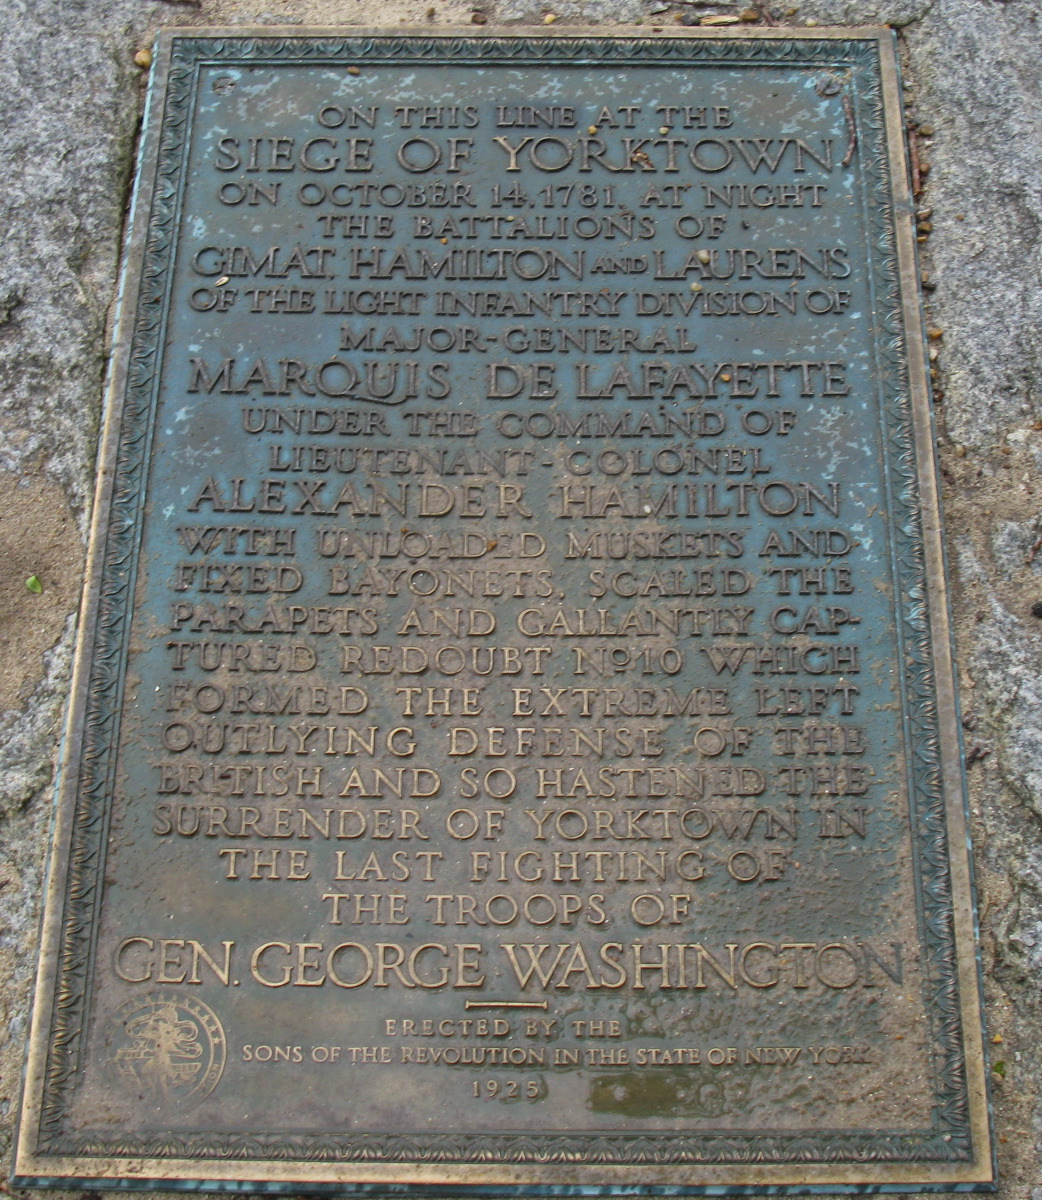 ON THIS LINE AT THE
SIEGE OF YORKTOWN
ON OCTOBER 14, 1781, AT NIGHT
THE BATTALIONS OF
GIMAT HAMILTON AND LAURENS
OF THE LIGHT INFANTRY DIVISION OF
MAJOR-GENERAL
MARQUIS DE LAFAYETTE
UNDER THE COMMAND OF
LIEUTENANT-COLONEL
ALEXANDER HAMILTON
WITH UNLOADED MUSKETS AND
FIXED BAYONETS, SCALED THE
PARAPETS AND GALLANTLY CAP-
TURED REDOUBT No 10 WHICH
FORMED THE EXTREME LEFT
OUTLYING DEFENSE OF THE
BRITISH AND SO HASTENED THE
SURRENDER OF YORKTOWN IN
THE LAST FIGHTING OF
THE TROOPS OF
GEN. GEORGE WASHINGTON
ERECTED BY THE
SONS OF THE REVOLUTION IN THE STATE OF NEW YORK
1925